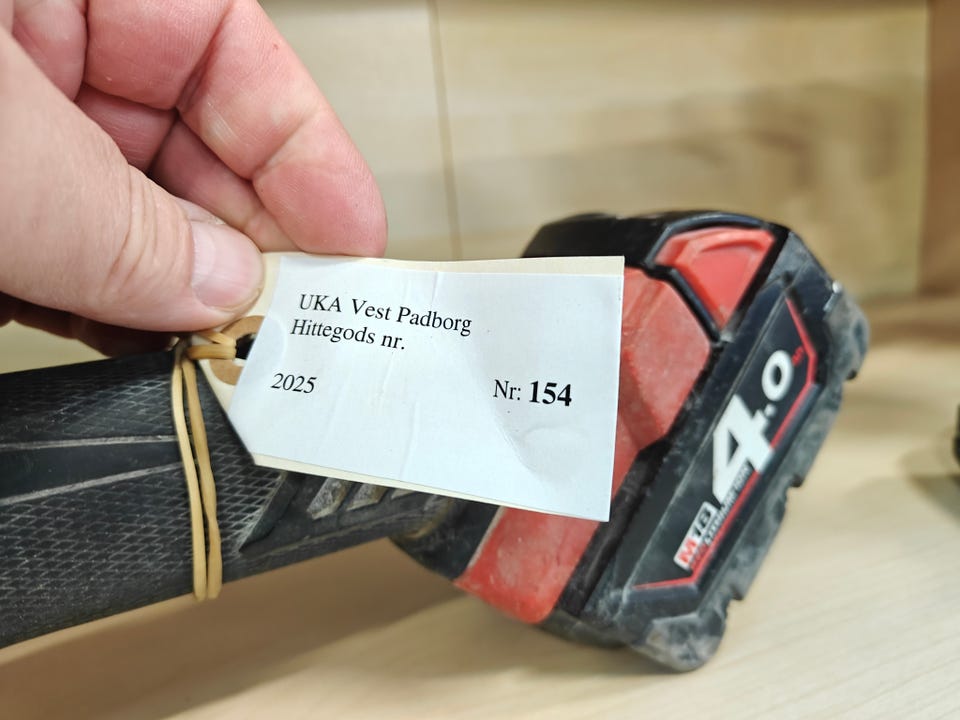 UKA Vest Padborg
Hittegods nr.
2025
Nr: 154
4.0
M18